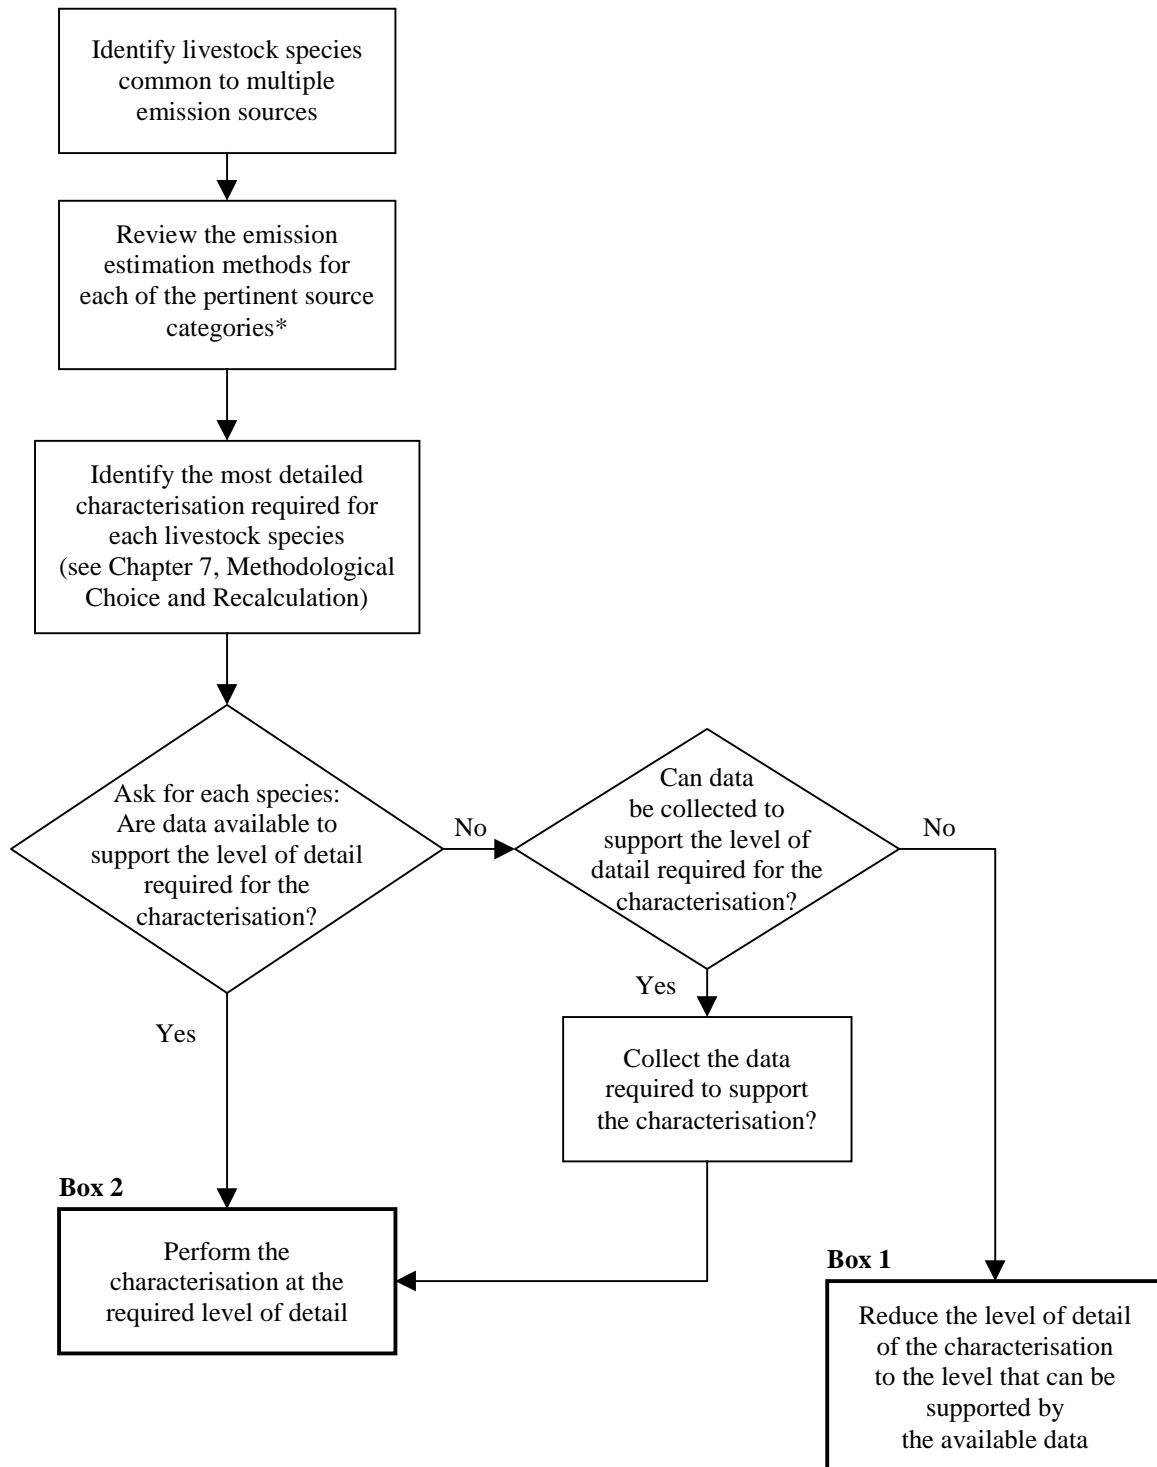 Identify livestock species
common to multiple
emission sources
Review the emission
estimation methods for
each of the pertinent source
categories*
Identify the most detailed
characterisation required for
each livestock species
(see Chapter 7, Methodological
Choice and Recalculation)
Ask for each species:
Are data available to
support the level of detail
required for the
characterisation?
No
Can data
be collected to
support the level of
datail required for the
characterisation?
No
Yes
Yes
Collect the data
required to support
the characterisation?
Box 2
Perform the
characterisation at the
required level of detail
Box 1
Reduce the level of detail
of the characterisation
to the level that can be
supported by
the available data